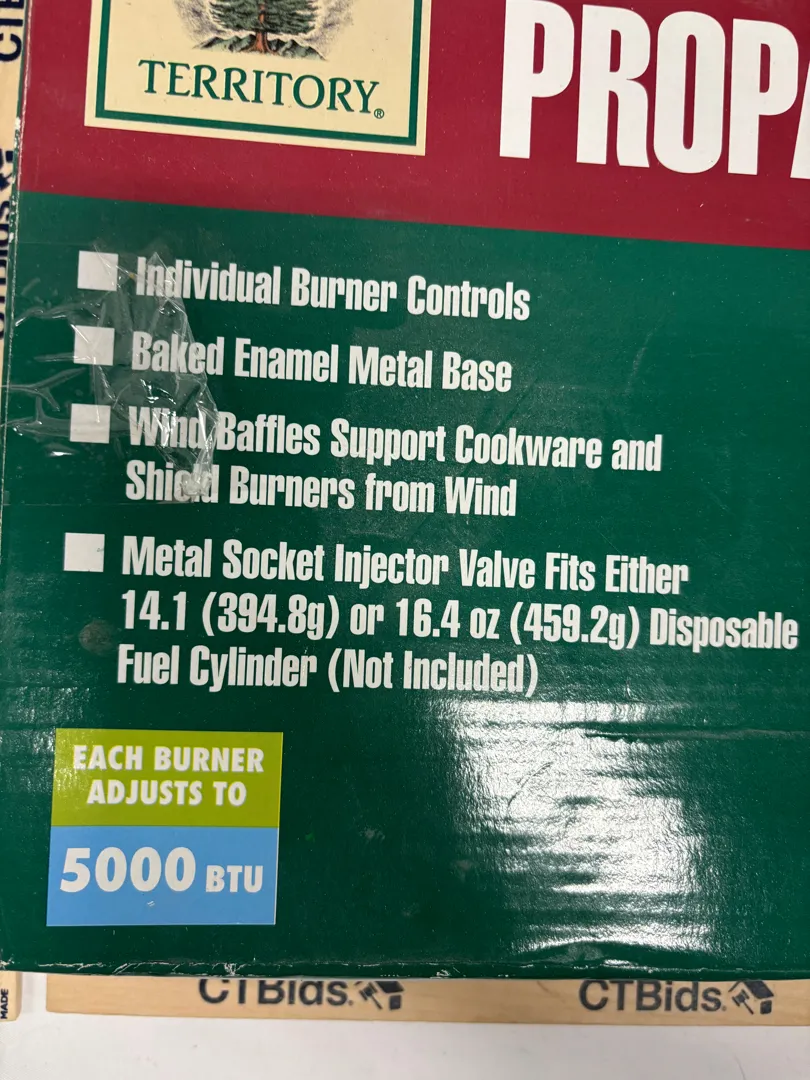 TERRITORY®
PROPA
Individual Burner Controls
Baked Enamel Metal Base
Wind Baffles Support Cookware and
Shield Burners from Wind
Metal Socket Injector Valve Fits Either
14.1 (394.8g) or 16.4 oz (459.2g) Disposable
Fuel Cylinder (Not Included)
EACH BURNER
ADJUSTS TO
5000 BTU
CTBids.
CTBids.
MADE